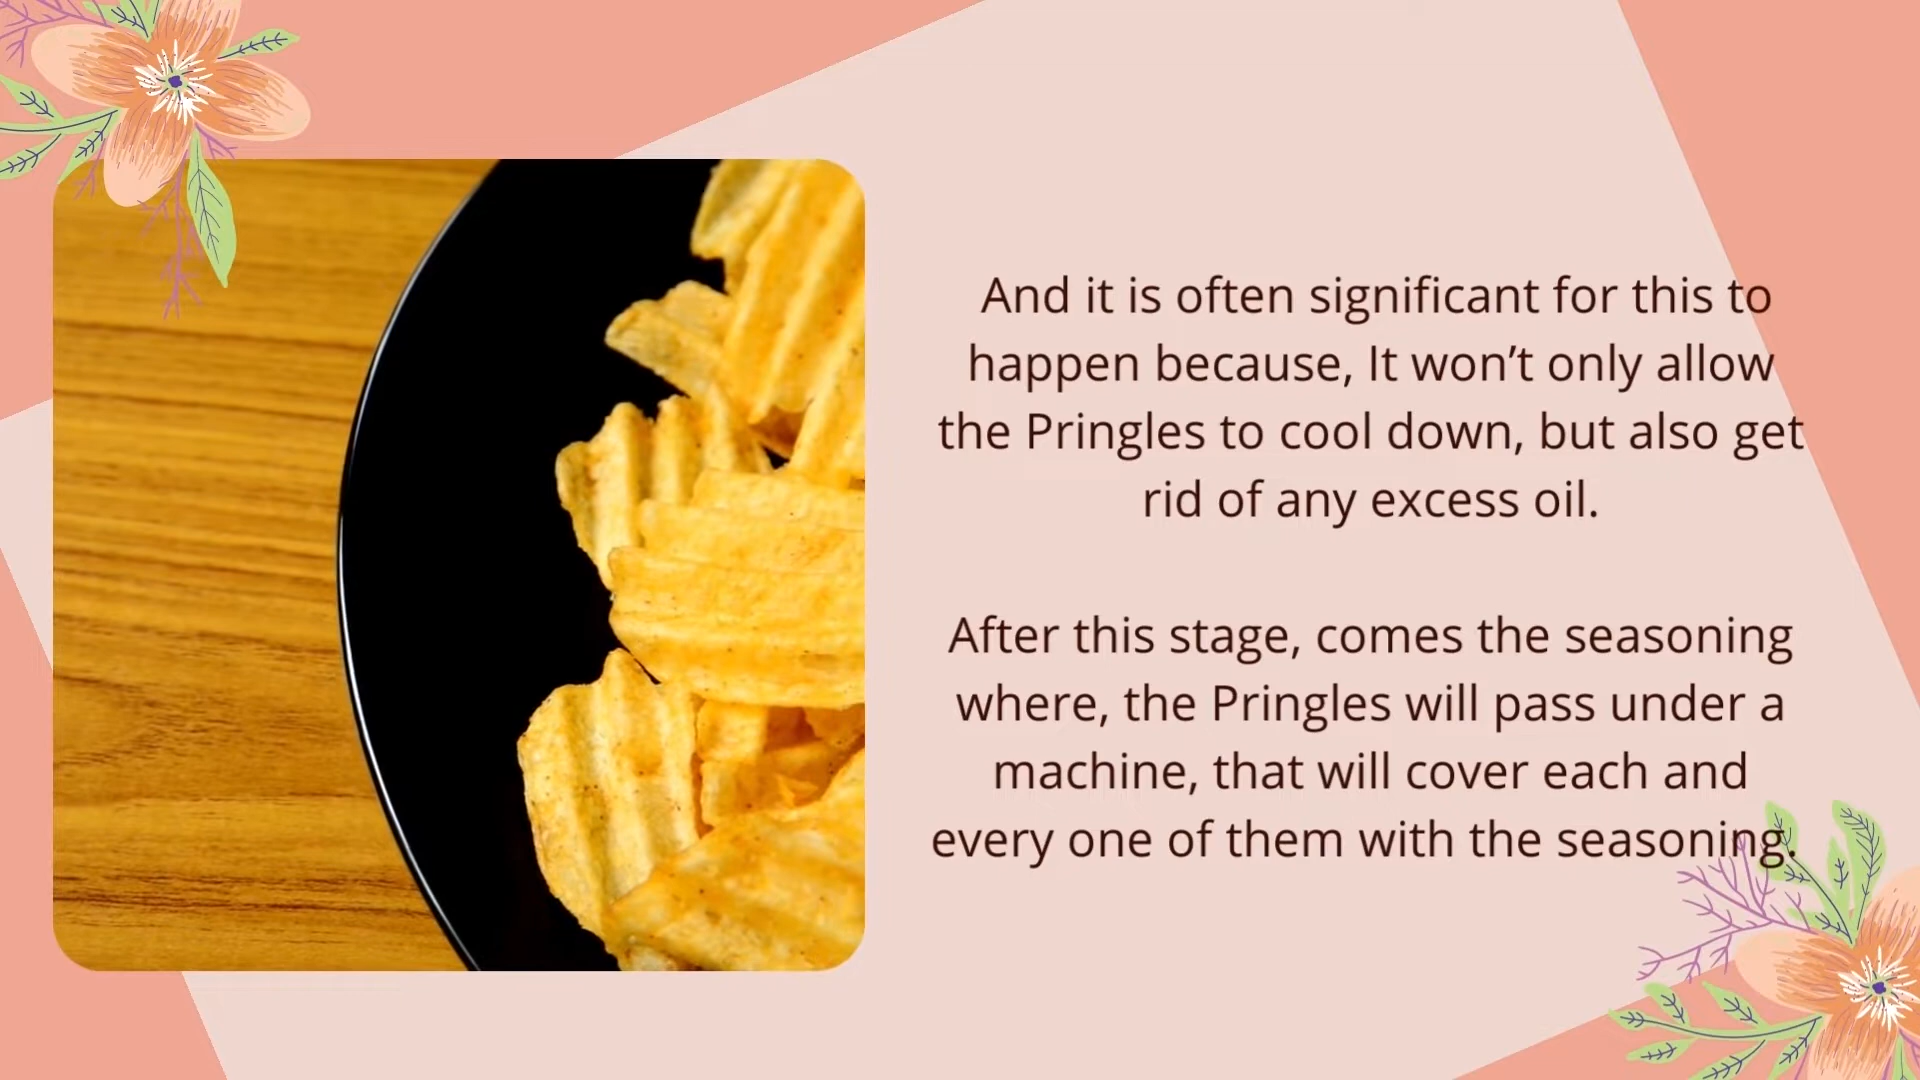 And it is often significant for this to
happen because, It won’t only allow
the Pringles to cool down, but also get
rid of any excess oil.
After this stage, comes the seasoning
where, the Pringles will pass under a
machine, that will cover each and
every one of them with the seasoning.